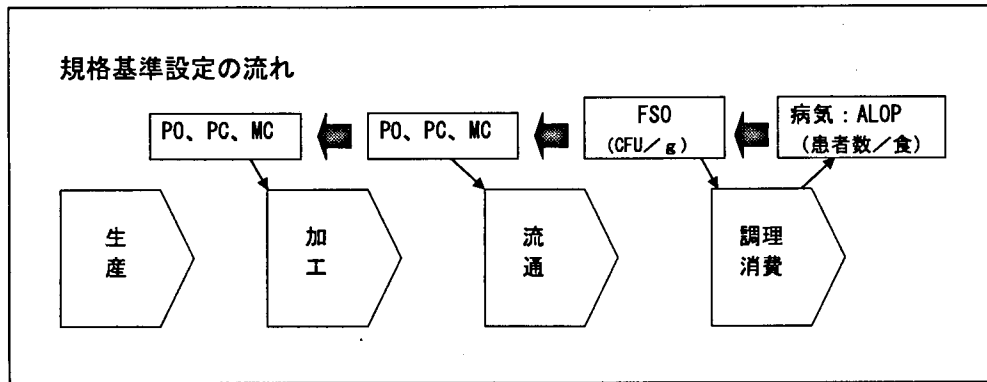 規格基準設定の流れ
PO、PC、MC
PO、PC、MC
FSO
(CFU/g)
病気:ALOP
(患者数/食)
生
産
加
工
流
通
調理
消費